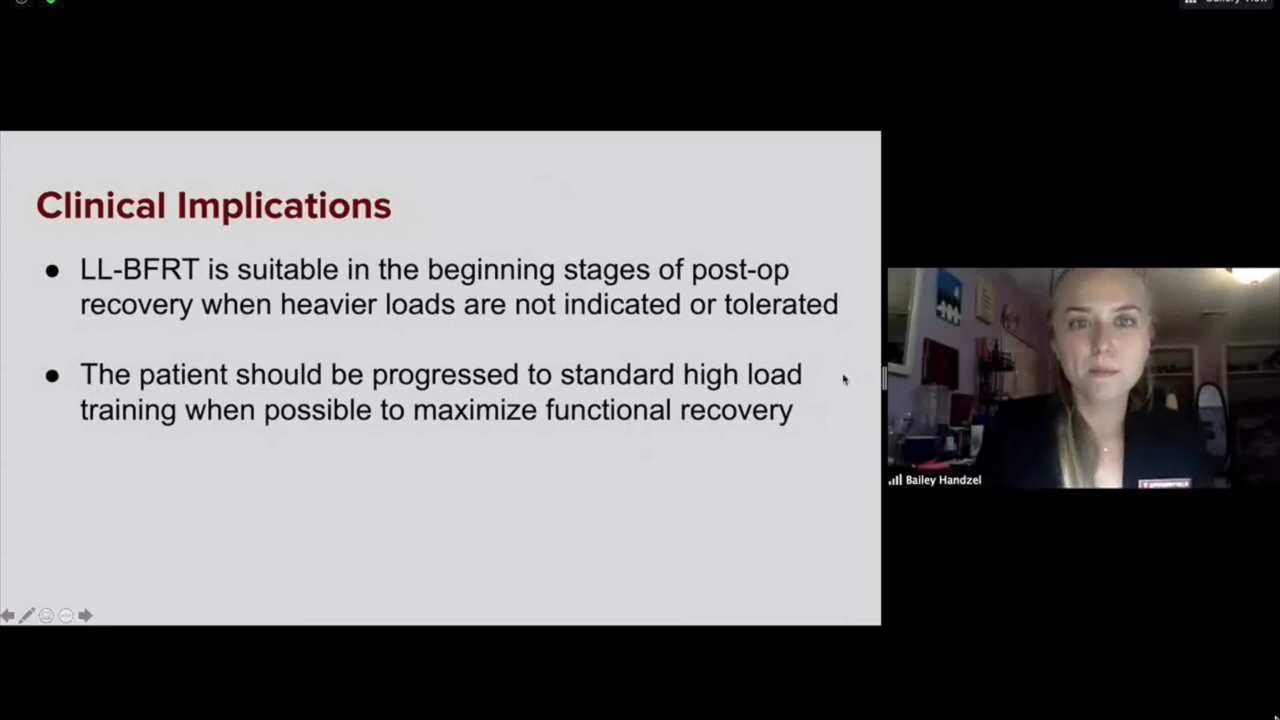 Clinical Implications
● LL-BFRT is suitable in the beginning stages of post-op
recovery when heavier loads are not indicated or tolerated
● The patient should be progressed to standard high load
training when possible to maximize functional recovery
Bailey Handzel